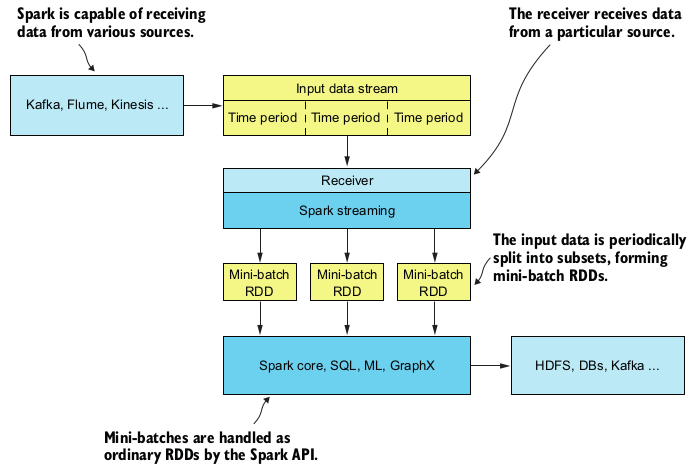 Spark is capable of receiving
data from various sources.
The receiver receives data
from a particular source.
Kafka, Flume, Kinesis ...
Input data stream
Time period
Time period
Time period
Receiver
Spark streaming
The input data is periodically
split into subsets, forming
mini-batch RDDs.
Mini-batch
RDD
Mini-batch
RDD
Mini-batch
RDD
Spark core, SQL, ML, GraphX
HDFS, DBs, Kafka ...
Mini-batches are handled as
ordinary RDDs by the Spark API.